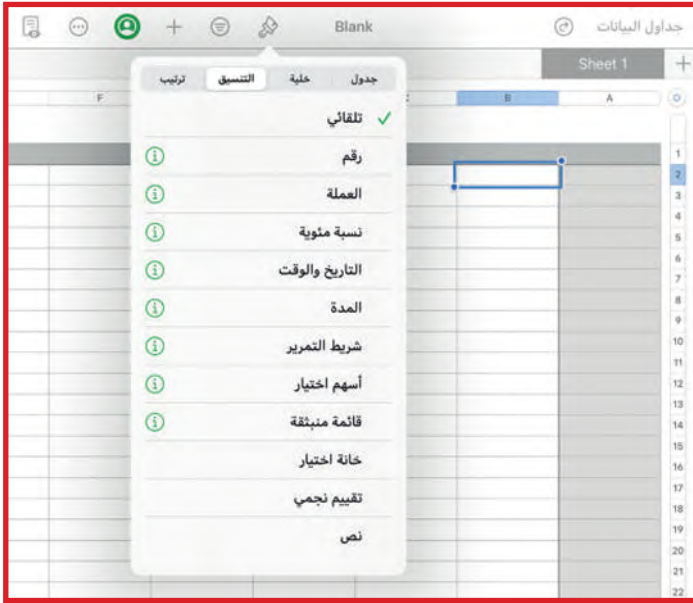 جداول البيانات Blank
Sheet 1
جدول خلية التنسيق ترتيب
A B F
تلقائي
رقم
العملة
نسبة مئوية
التاريخ والوقت
المدة
شريط التمرير
أسهم اختيار
قائمة منبثقة
خانة اختيار
تقييم نجمي
نص
1
2
3
4
5
6
7
8
9
10
11
12
13
14
15
16
17
18
19
20
21
22